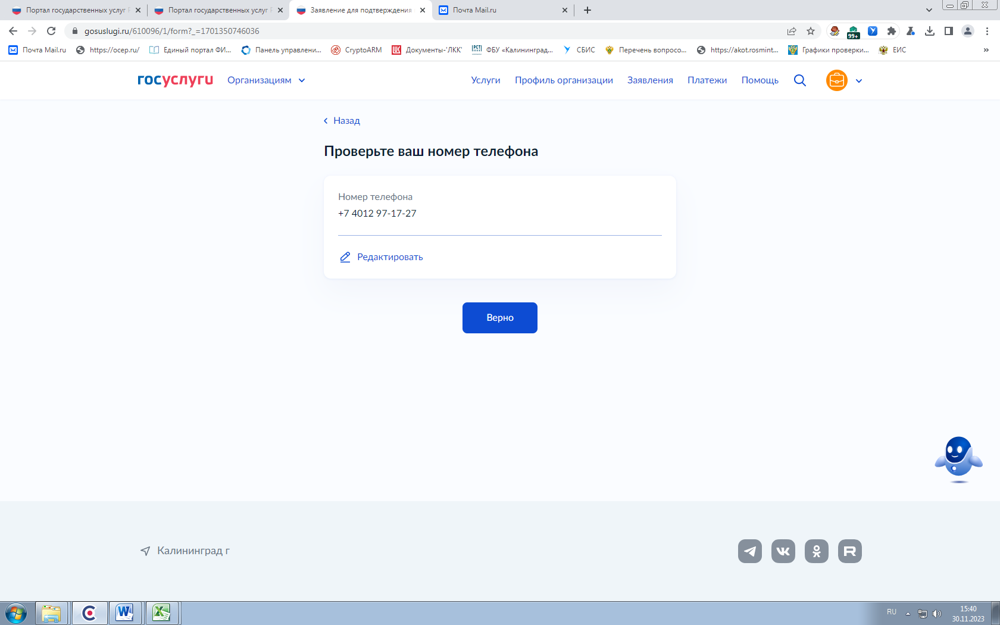 Портал государственных услуг Р
Портал государственных услуг Р
Заявление для подтверждения
Почта Mail.ru
gosuslugi.ru/610096/1/form?_=1701350746036
99+
Почта Mail.ru
https://ocep.ru/
Единый портал ФИ...
Панель управлени...
CryptoARM
Документы-'ЛКК'
ФБУ «Калининград...
СБИС
Перечень вопросо...
https://akot.rosmint...
Графики проверки...
ЕИС
»
госуслуги
Организациям
Услуги
Профиль организации
Заявления
Платежи
Помощь
Назад
Проверьте ваш номер телефона
Номер телефона
+7 4012 97-17-27
Редактировать
Верно
Калининград г
RU
15:40
30.11.2023